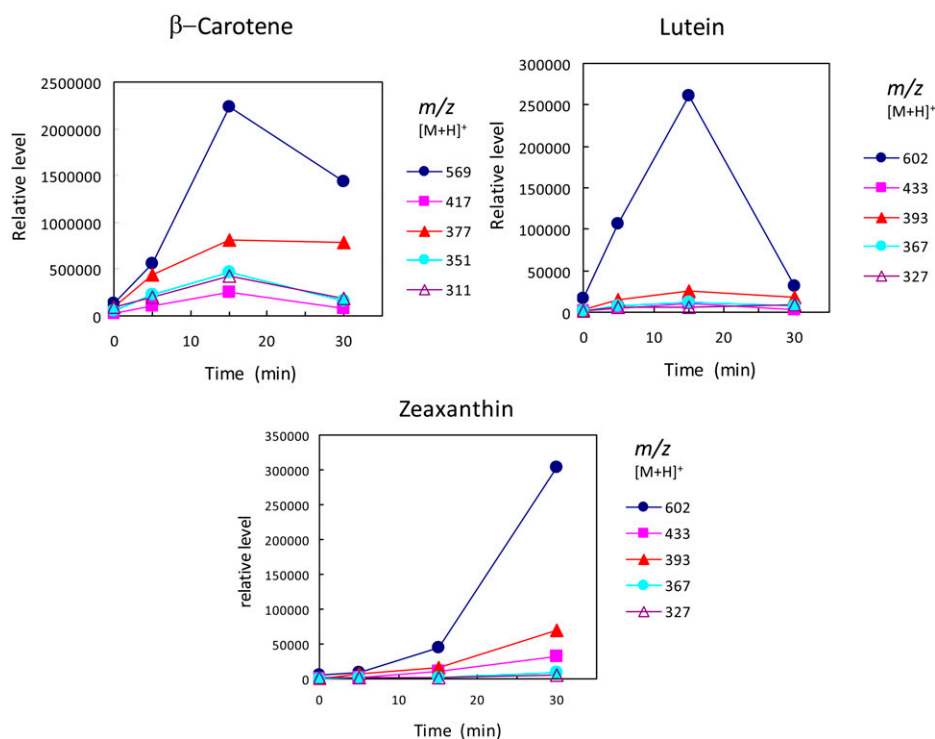 β–Carotene
Relative level
2500000
2000000
1500000
1000000
500000
0
0 10 20 30
Time (min)
m/z
[M+H]+
569
417
377
351
311
Lutein
Relative level
300000
250000
200000
150000
100000
50000
0
0 10 20 30
Time (min)
m/z
[M+H]+
602
433
393
367
327
Zeaxanthin
relative level
350000
300000
250000
200000
150000
100000
50000
0
0 10 20 30
Time (min)
m/z
[M+H]+
602
433
393
367
327